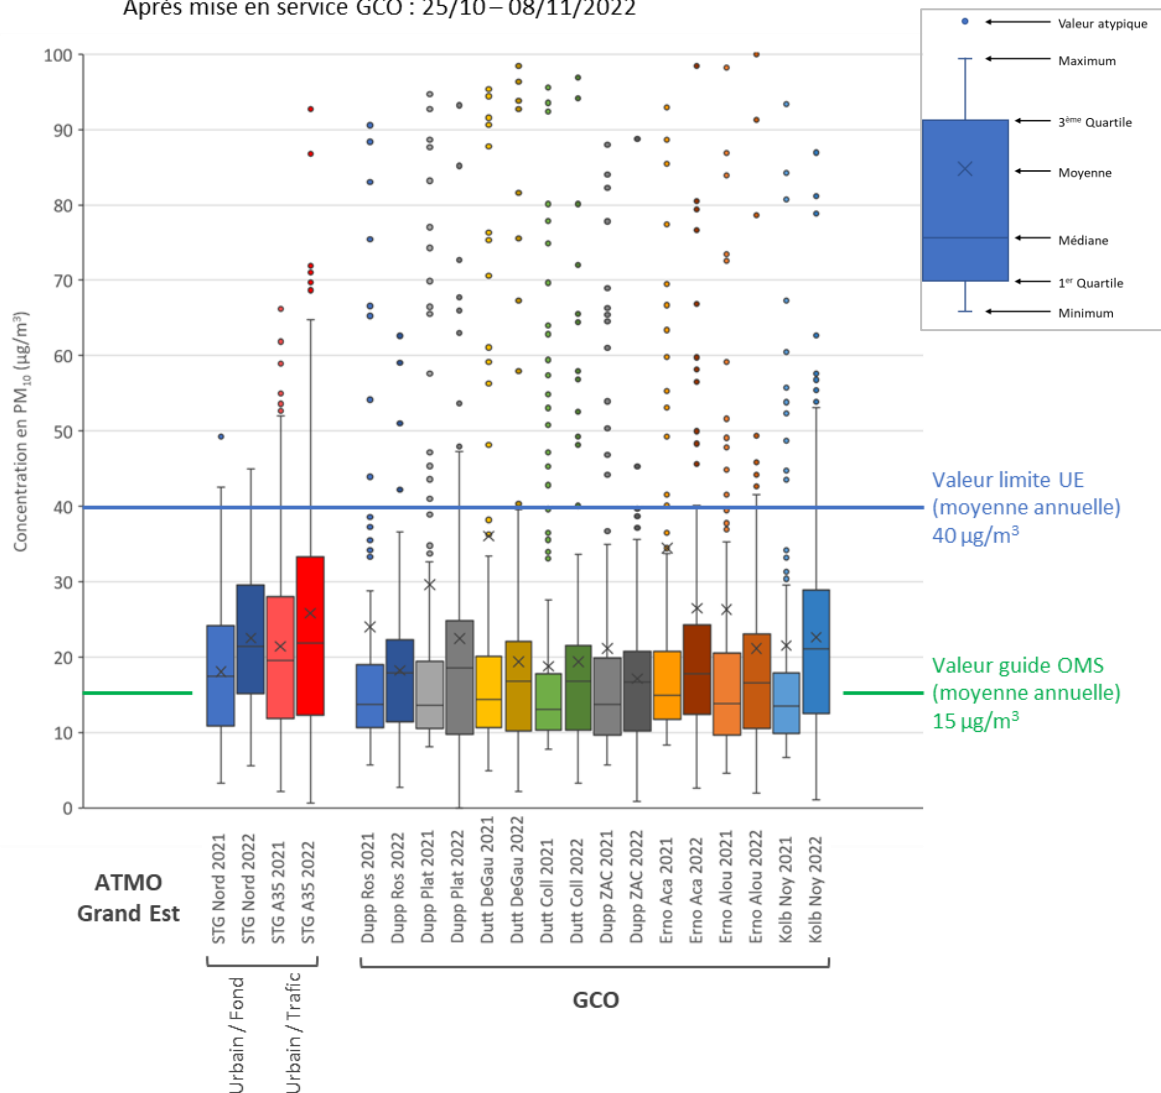 Après mise en service GCO : 25/10 – 08/11/2022
Valeur atypique
Maximum
3ème Quartile
Moyenne
Médiane
1er Quartile
Minimum
Concentration en PM10 (µg/m3)
100
90
80
70
60
50
40
30
20
10
0
Valeur limite UE
(moyenne annuelle)
40 µg/m3
Valeur guide OMS
(moyenne annuelle)
15 µg/m3
STG Nord 2021
STG Nord 2022
STG A35 2021
STG A35 2022
Dupp Ros 2021
Dupp Ros 2022
Dupp Plat 2021
Dupp Plat 2022
Dutt DeGau 2021
Dutt DeGau 2022
Dutt Coll 2021
Dutt Coll 2022
Dupp ZAC 2021
Dupp ZAC 2022
Erno Aca 2021
Erno Aca 2022
Erno Alou 2021
Erno Alou 2022
Kolb Noy 2021
Kolb Noy 2022
ATMO
Grand Est
Urbain / Fond
Urbain / Trafic
GCO